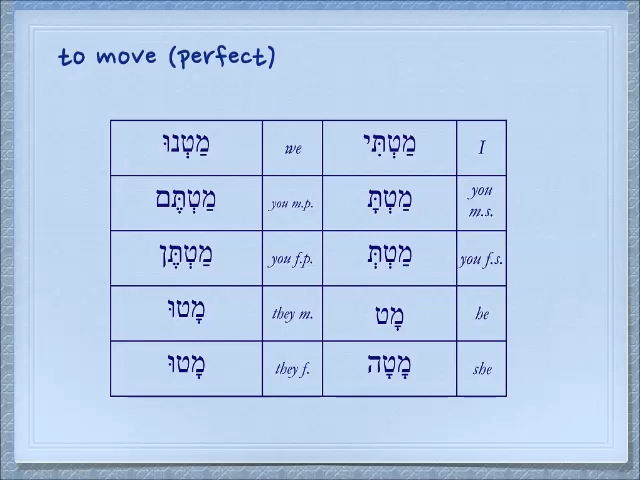 to move (perfect)
מַטְנוּ we מַטְתִּי I
מַטְתֶּם you m.p. מַטְתָּ you m.s.
מַטְתֶּן you f.p. מַטְתְּ you f.s.
מָטוּ they m. מָט he
מָטוּ they f. מָטָה she